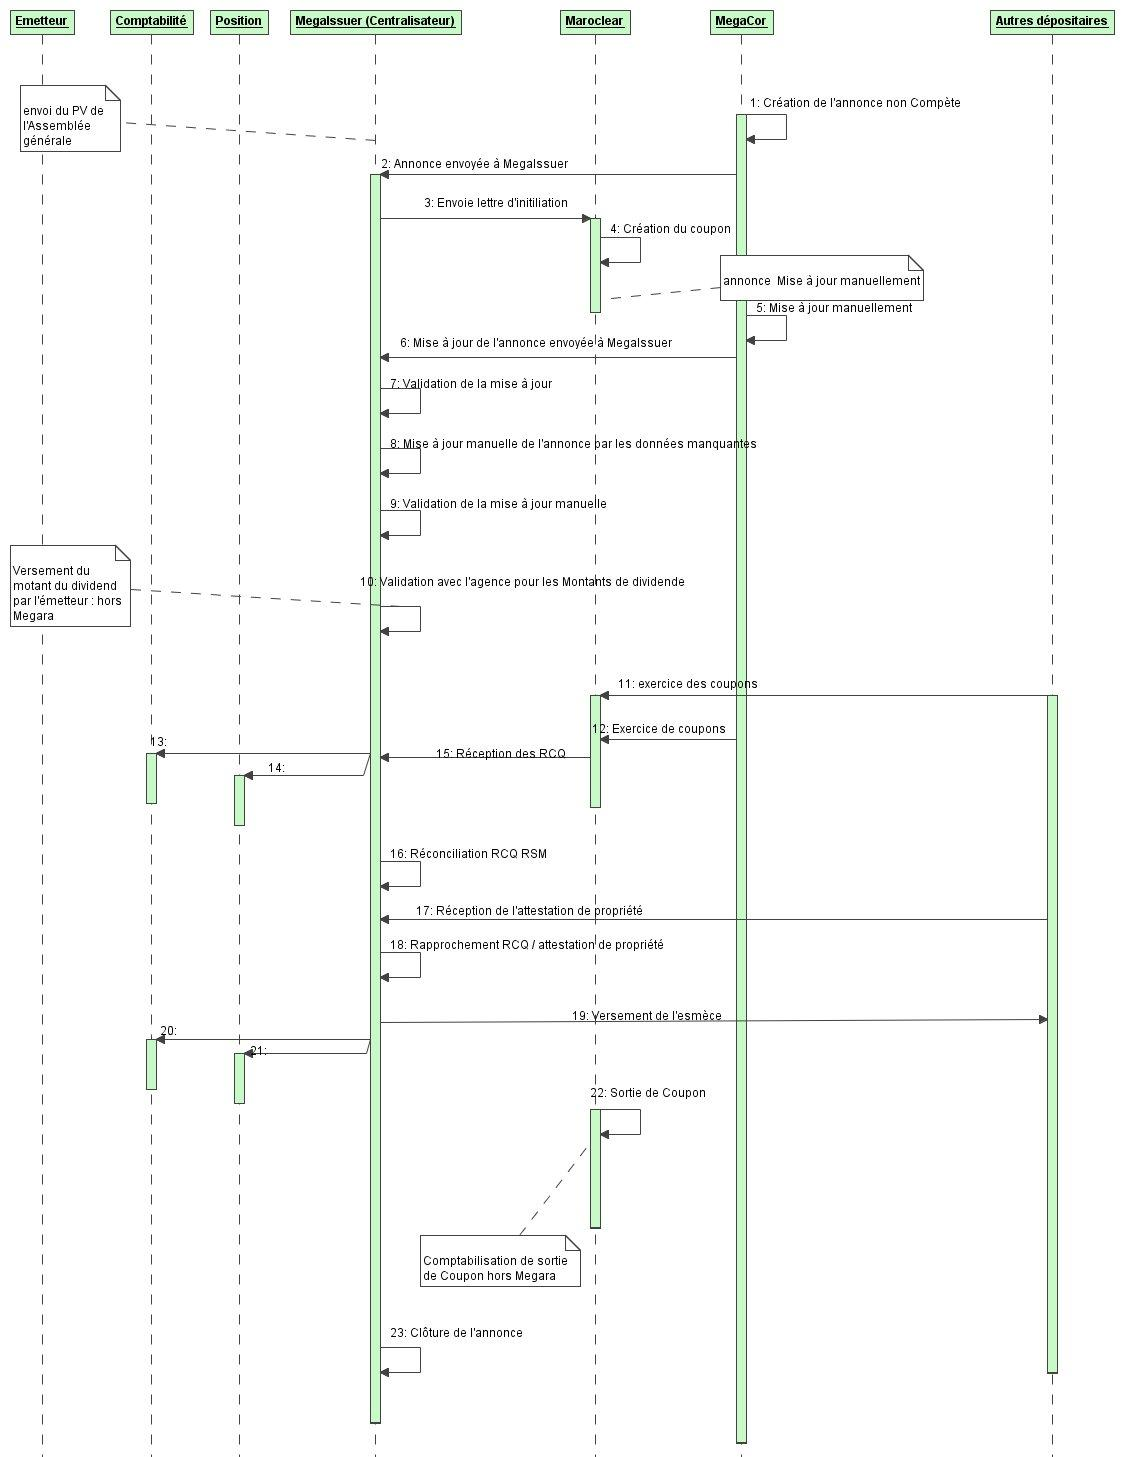 Emetteur
Comptabilité
Position
MegaIssuer (Centralisateur)
Maroclear
MegaCor
Autres dépositaires
envoi du PV de
l'Assemblée
générale
1: Création de l'annonce non Compète
2: Annonce envoyée à MegaIssuer
3: Envoie lettre d'initiliation
4: Création du coupon
annonce  Mise à jour manuellement
5: Mise à jour manuellement
6: Mise à jour de l'annonce envoyée à MegaIssuer
7: Validation de la mise à jour
8: Mise à jour manuelle de l'annonce par les données manquantes
9: Validation de la mise à jour manuelle
Versement du
motant du dividend
par l'émetteur : hors
Megara
10: Validation avec l'agence pour les Montants de dividende
11: exercice des coupons
12: Exercice de coupons
13:
14:
15: Réception des RCQ
16: Réconciliation RCQ RSM
17: Réception de l'attestation de propriété
18: Rapprochement RCQ / attestation de propriété
19: Versement de l'esmèce
20:
21:
22: Sortie de Coupon
Comptabilisation de sortie
de Coupon hors Megara
23: Clôture de l'annonce